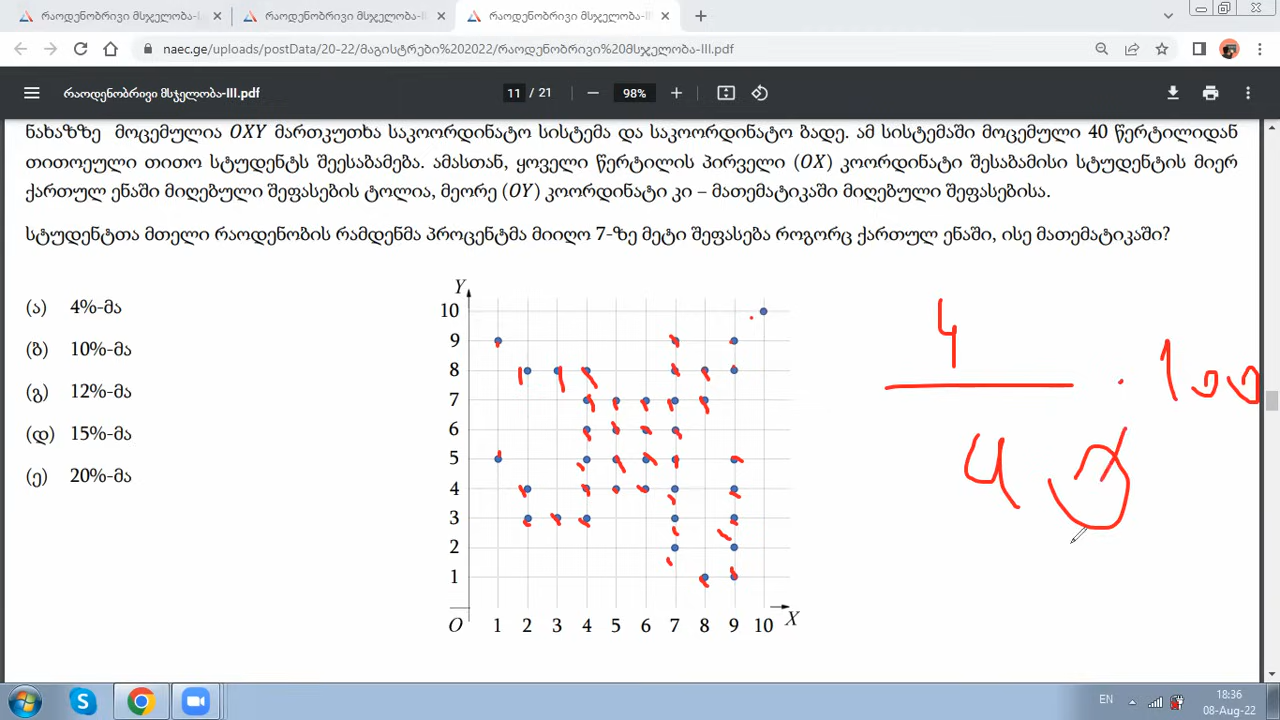 რაოდენობრივი მსჯელობა-
რაოდენობრივი მსჯელობა-III
რაოდენობრივი მსჯელობა-III.
naec.ge/uploads/postData/20-22/მაგისტრები%202022/რაოდენობრივი%20მსჯელობა-III.pdf
რაოდენობრივი მსჯელობა-III.pdf
11 / 21
98%
ნახაზზე მოცემულია OXY მართკუთხა საკოორდინატო სისტემა და საკოორდინატო ბადე. ამ სისტემაში მოცემული 40 წერტილიდან
თითოეული თითო სტუდენტს შეესაბამება. ამასთან, ყოველი წერტილის პირველი (OX) კოორდინატი შესაბამისი სტუდენტის მიერ
ქართულ ენაში მიღებული შეფასების ტოლია, მეორე (OY) კოორდინატი კი – მათემატიკაში მიღებული შეფასებისა.
სტუდენტთა მთელი რაოდენობის რამდენმა პროცენტმა მიიღო 7-ზე მეტი შეფასება როგორც ქართულ ენაში, ისე მათემატიკაში?
(ა) 4%-მა
(ბ) 10%-მა
(გ) 12%-მა
(დ) 15%-მა
(ე) 20%-მა
Y
10
9
8
7
6
5
4
3
2
1
O 1 2 3 4 5 6 7 8 9 10 X
4
· 100
4
EN
18:36
08-Aug-22